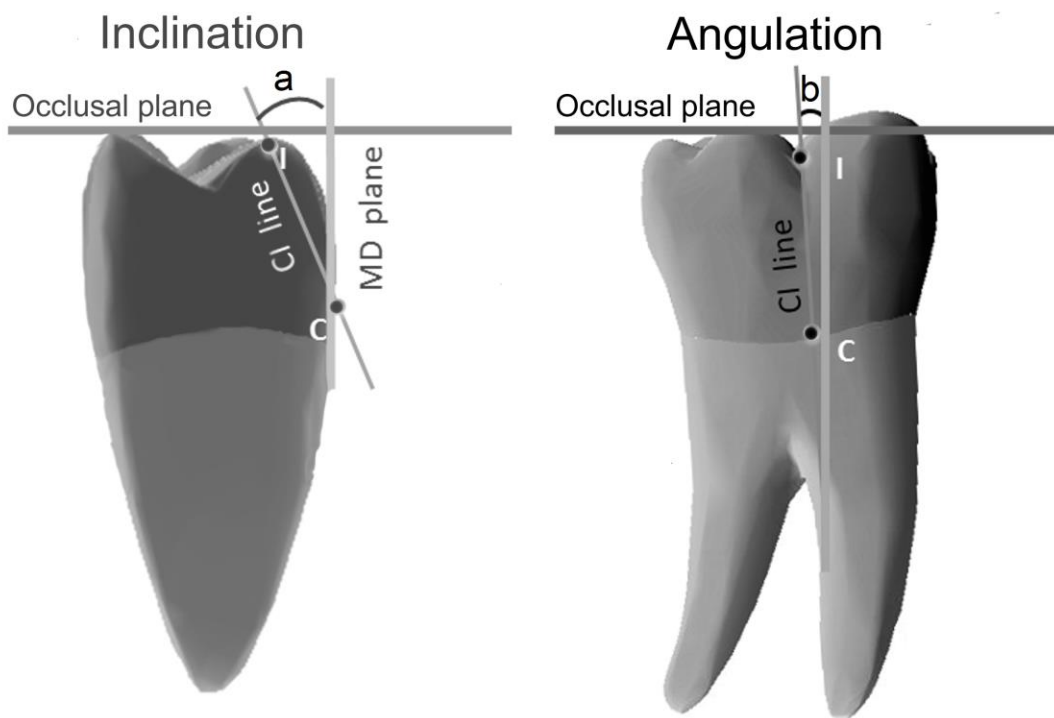 Inclination
a
Occlusal plane
I
CI line
MD plane
C
Angulation
b
Occlusal plane
I
CI line
C